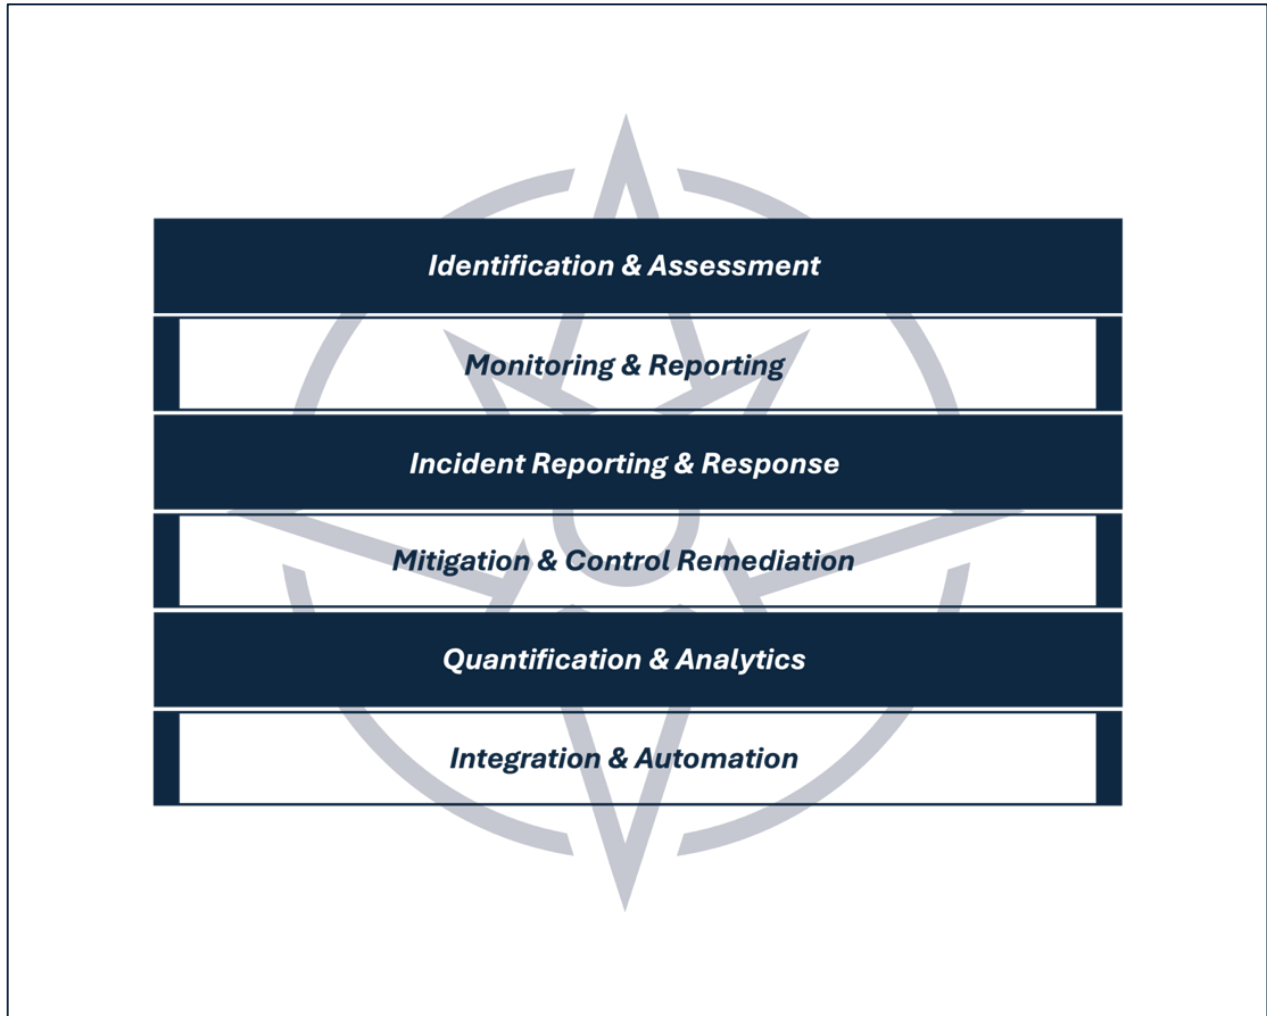 Identification & Assessment
Monitoring & Reporting
Incident Reporting & Response
Mitigation & Control Remediation
Quantification & Analytics
Integration & Automation